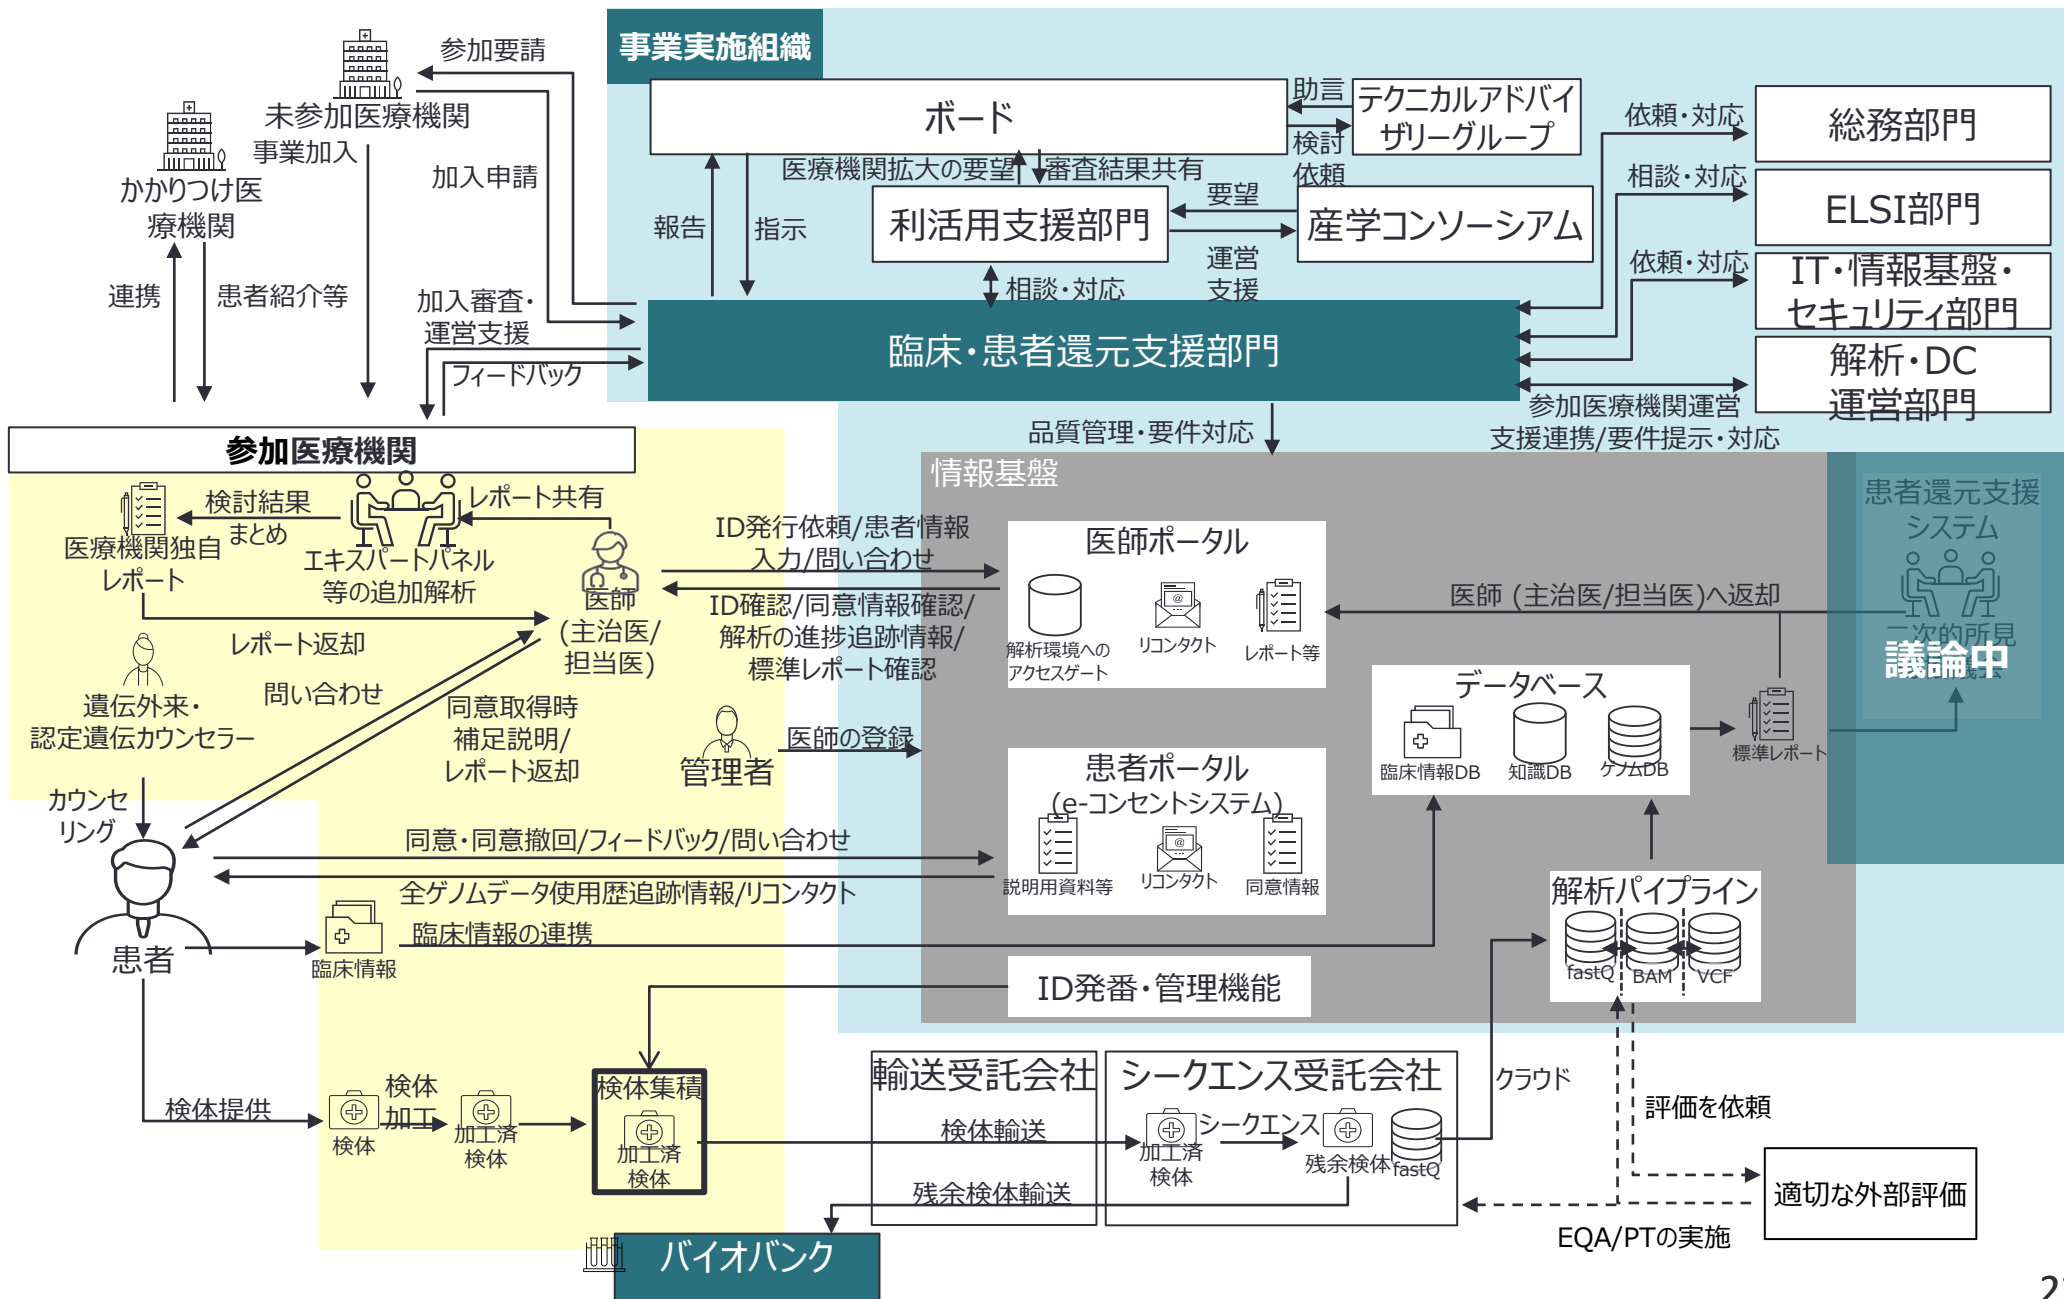 事業実施組織
参加要請
未参加医療機関
事業加入
加入申請
かかりつけ医
療機関
連携
患者紹介等
加入審査・
運営支援
フィードバック
ボード
助言
検討
依頼
テクニカルアドバイ
ザリーグループ
医療機関拡大の要望
審査結果共有
報告
指示
利活用支援部門
要望
運営
支援
産学コンソーシアム
相談・対応
臨床・患者還元支援部門
依頼・対応
総務部門
相談・対応
ELSI部門
依頼・対応
IT・情報基盤・
セキュリティ部門
解析・DC
運営部門
参加医療機関運営
支援連携/要件提示・対応
品質管理・要件対応
参加医療機関
検討結果
まとめ
レポート共有
医療機関独自
レポート
エキスパートパネル
等の追加解析
医師
(主治医/
担当医)
レポート返却
問い合わせ
遺伝外来・
認定遺伝カウンセラー
同意取得時
補足説明/
レポート返却
カウンセ
リング
管理者
医師の登録
ID発行依頼/患者情報
入力/問い合わせ
ID確認/同意情報確認/
解析の進捗追跡情報/
標準レポート確認
情報基盤
医師ポータル
解析環境への
アクセスゲート
リコンタクト
レポート等
医師 (主治医/担当医)へ返却
患者還元支援
システム
二次的所見
議論中
データベース
臨床情報DB
知識DB
ゲノムDB
標準レポート
患者ポータル
(e-コンセントシステム)
説明用資料等
リコンタクト
同意情報
同意・同意撤回/フィードバック/問い合わせ
全ゲノムデータ使用歴追跡情報/リコンタクト
患者
臨床情報
臨床情報の連携
ID発番・管理機能
解析パイプライン
fastQ
BAM
VCF
検体提供
検体
検体
加工
加工済
検体
検体集積
加工済
検体
輸送受託会社
検体輸送
残余検体輸送
シークエンス受託会社
加工済
検体
シークエンス
残余検体
fastQ
クラウド
評価を依頼
適切な外部評価
EQA/PTの実施
バイオバンク